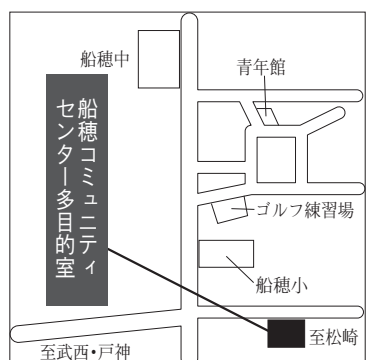 船穂中
青年館
船穂コミュニティ
センター多目的室
ゴルフ練習場
船穂小
至松崎
至武西・戸神